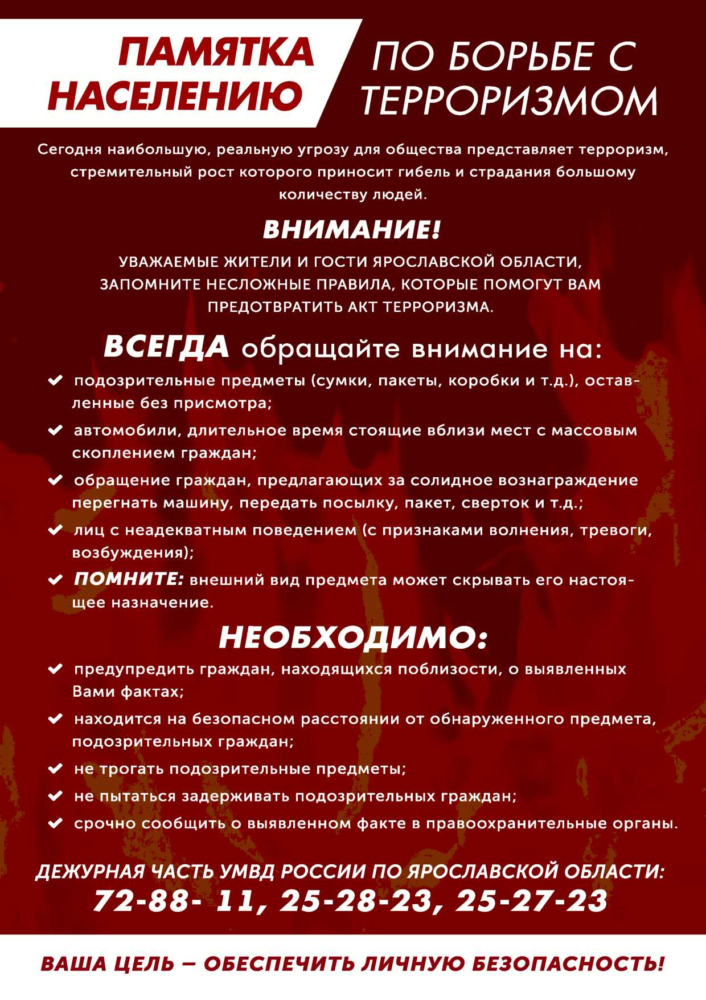 ПАМЯТКА
НАСЕЛЕНИЮ
ПО БОРЬБЕ С
ТЕРРОРИЗМОМ
Сегодня наибольшую, реальную угрозу для общества представляет терроризм,
стремительный рост которого приносит гибель и страдания большому
количеству людей.
ВНИМАНИЕ!
УВАЖАЕМЫЕ ЖИТЕЛИ И ГОСТИ ЯРОСЛАВСКОЙ ОБЛАСТИ,
ЗАПОМНИТЕ НЕСЛОЖНЫЕ ПРАВИЛА, КОТОРЫЕ ПОМОГУТ ВАМ
ПРЕДОТВРАТИТЬ АКТ ТЕРРОРИЗМА.
ВСЕГДА обращайте внимание на:
✔ подозрительные предметы (сумки, пакеты, коробки и т.д.), остав-
ленные без присмотра;
✔ автомобили, длительное время стоящие вблизи мест с массовым
скоплением граждан;
✔ обращение граждан, предлагающих за солидное вознаграждение
перегнать машину, передать посылку, пакет, сверток и т.д.;
✔ лиц с неадекватным поведением (с признаками волнения, тревоги,
возбуждения);
✔ ПОМНИТЕ: внешний вид предмета может скрывать его настоя-
щее назначение.
НЕОБХОДИМО:
✔ предупредить граждан, находящихся поблизости, о выявленных
Вами фактах;
✔ находится на безопасном расстоянии от обнаруженного предмета,
подозрительных граждан;
✔ не трогать подозрительные предметы;
✔ не пытаться задерживать подозрительных граждан;
✔ срочно сообщить о выявленном факте в правоохранительные органы.
ДЕЖУРНАЯ ЧАСТЬ УМВД РОССИИ ПО ЯРОСЛАВСКОЙ ОБЛАСТИ:
72-88- 11, 25-28-23, 25-27-23
ВАША ЦЕЛЬ – ОБЕСПЕЧИТЬ ЛИЧНУЮ БЕЗОПАСНОСТЬ!